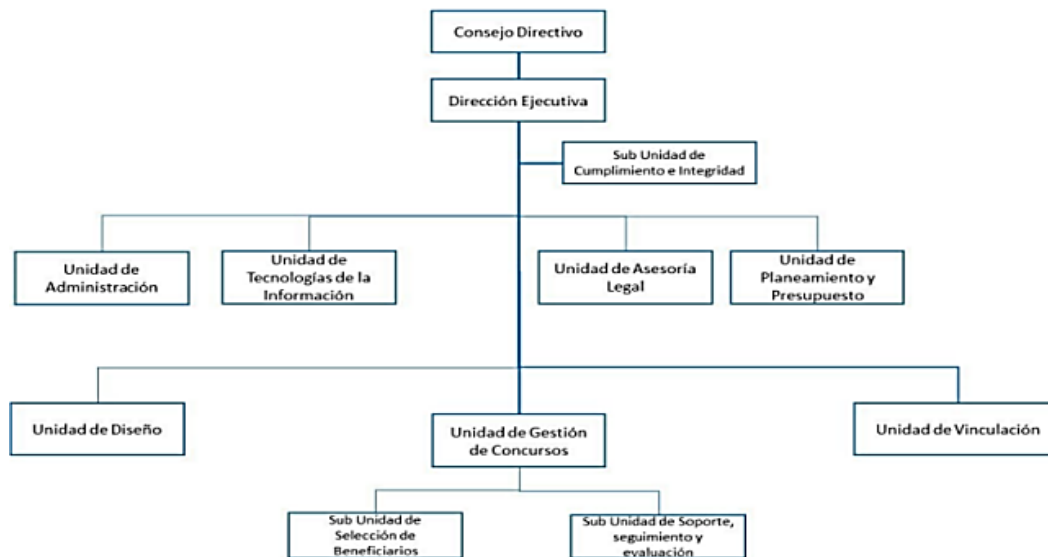 Consejo Directivo
Dirección Ejecutiva
Sub Unidad de
Cumplimiento e Integridad
Unidad de
Administración
Unidad de
Tecnologías de la
Información
Unidad de Asesoría
Legal
Unidad de
Planeamiento y
Presupuesto
Unidad de Diseño
Unidad de Gestión
de Concursos
Unidad de Vinculación
Sub Unidad de
Selección de
Beneficiarios
Sub Unidad de Soporte,
seguimiento y
evaluación